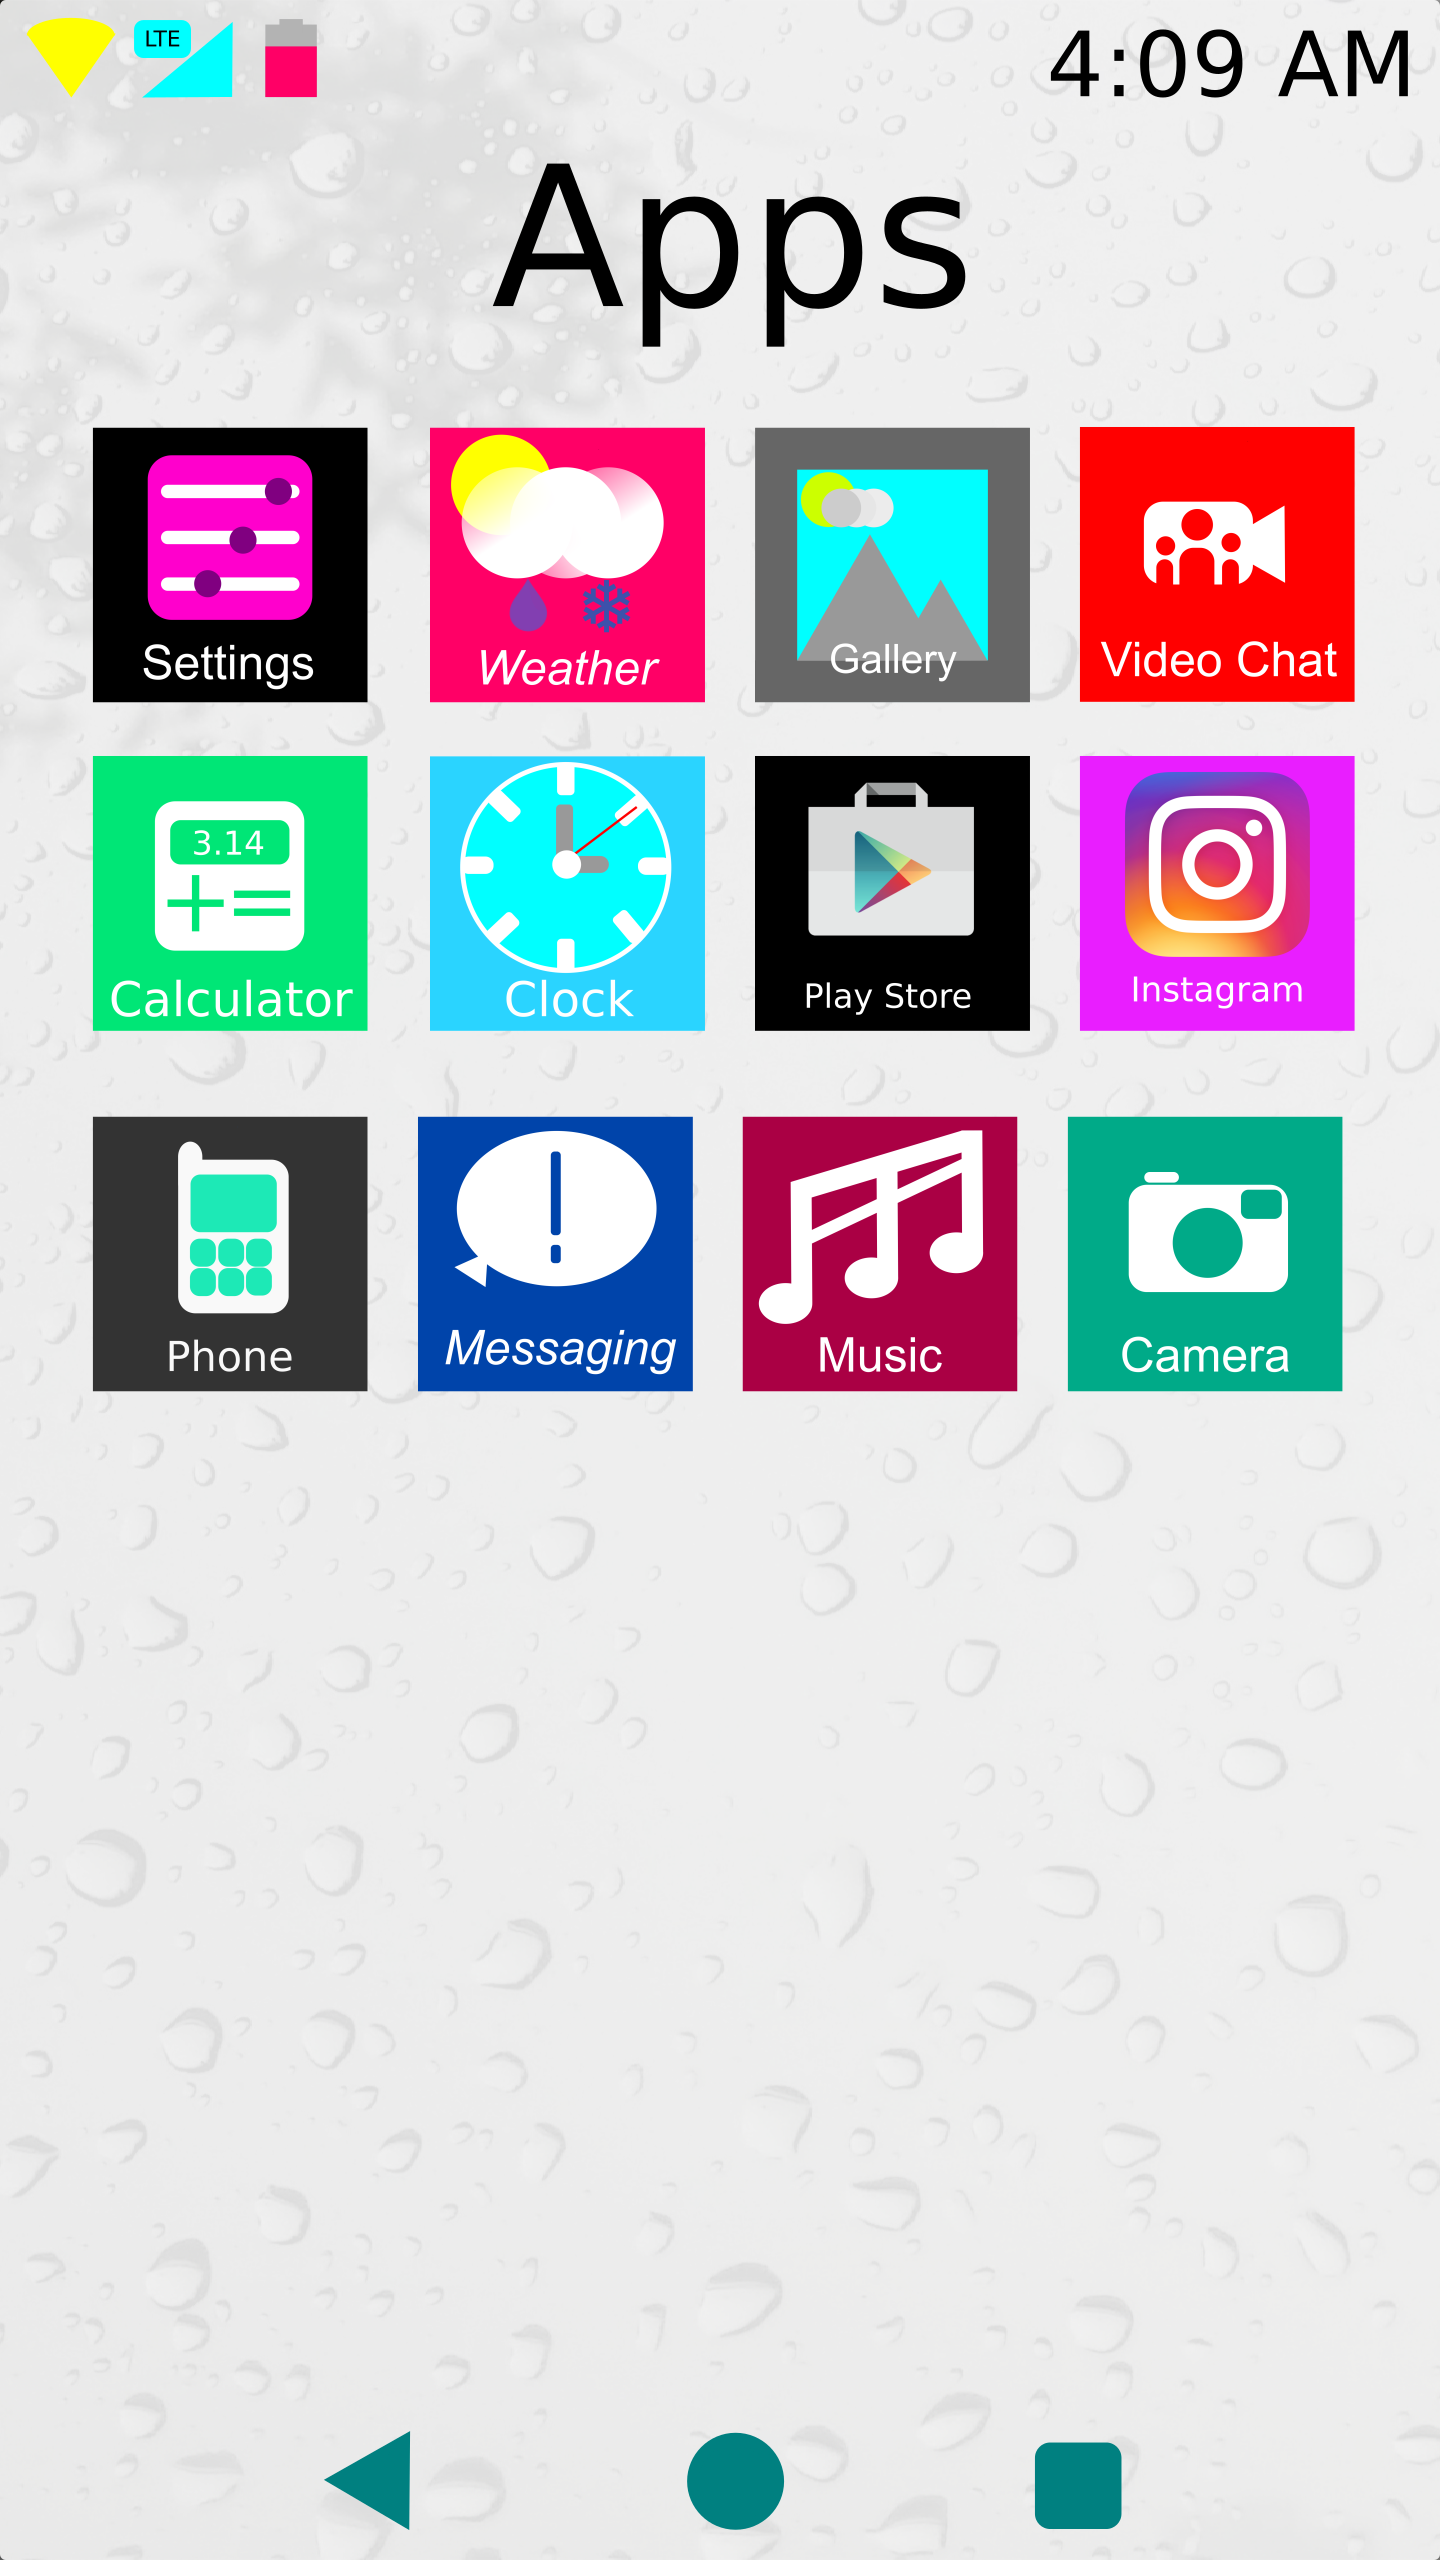 LTE
4:09 AM
Apps
Settings
Weather
Gallery
Video Chat
3.14
Calculator
Clock
Play Store
Instagram
Phone
Messaging
Music
Camera